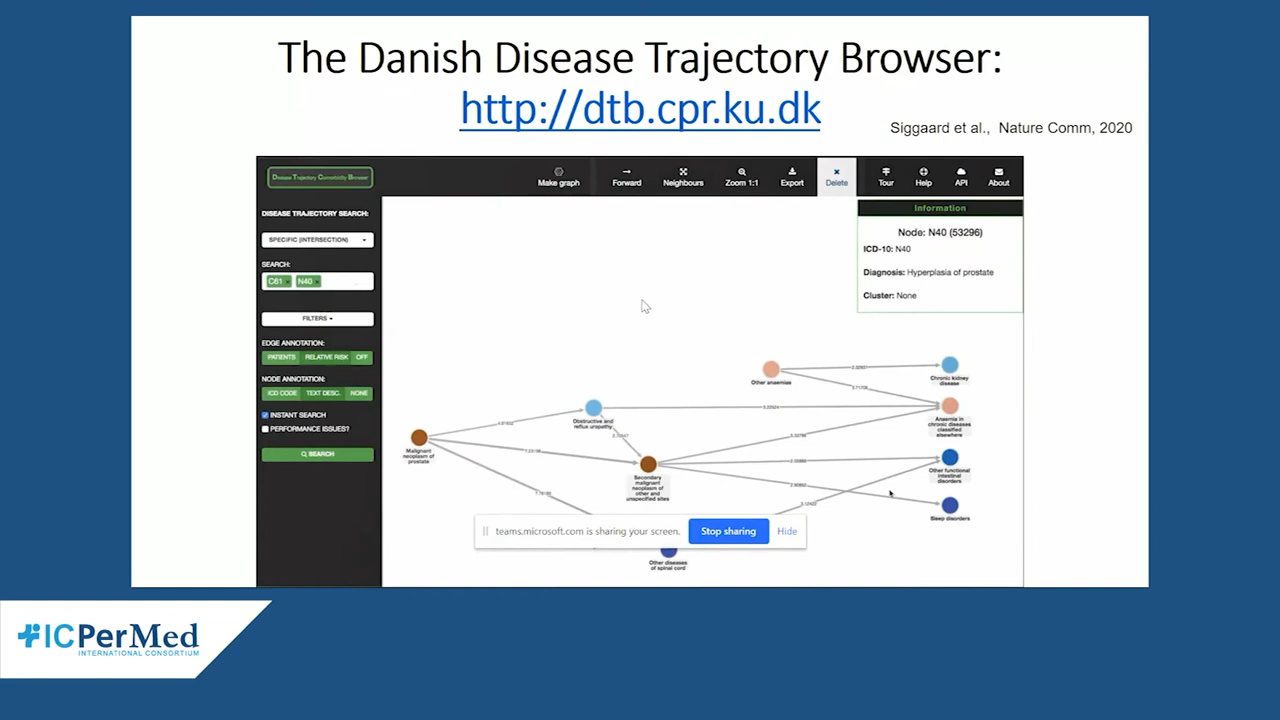 The Danish Disease Trajectory Browser:
http://dtb.cpr.ku.dk
Siggaard et al., Nature Comm, 2020
Disease Trajectory Comorbidity Browser
Make graph
Forward
Neighbours
Zoom 1:1
Export
Delete
Tour
Help
API
About
DISEASE TRAJECTORY SEARCH:
SPECIFIC (INTERSECTION)
SEARCH:
C61 N40
FILTERS
EDGE ANNOTATION:
PATIENTS RELATIVE RISK OFF
NODE ANNOTATION:
ICD CODE TEXT DESC. NONE
INSTANT SEARCH
PERFORMANCE ISSUES?
SEARCH
Information
Node: N40 (53296)
ICD-10: N40
Diagnosis: Hyperplasia of prostate
Cluster: None
Other anaemias
Chronic kidney
disease
Obstructive and
reflux uropathy
Anaemia in
chronic diseases
classified
elsewhere
Malignant
neoplasm of
prostate
Secondary
malignant
neoplasm of
other and
unspecified sites
Other functional
intestinal
disorders
Sleep disorders
teams.microsoft.com is sharing your screen.
Stop sharing
Hide
Other diseases
of spinal cord
ICPerMed
INTERNATIONAL CONSORTIUM